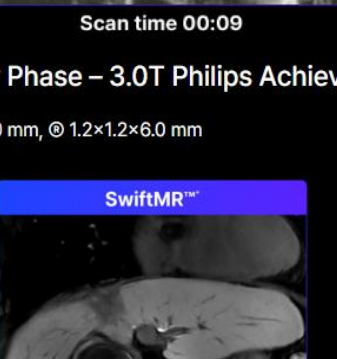 Scan time 00:09
Phase – 3.0T Philips Achiev
mm, ® 1.2×1.2×6.0 mm
SwiftMR™